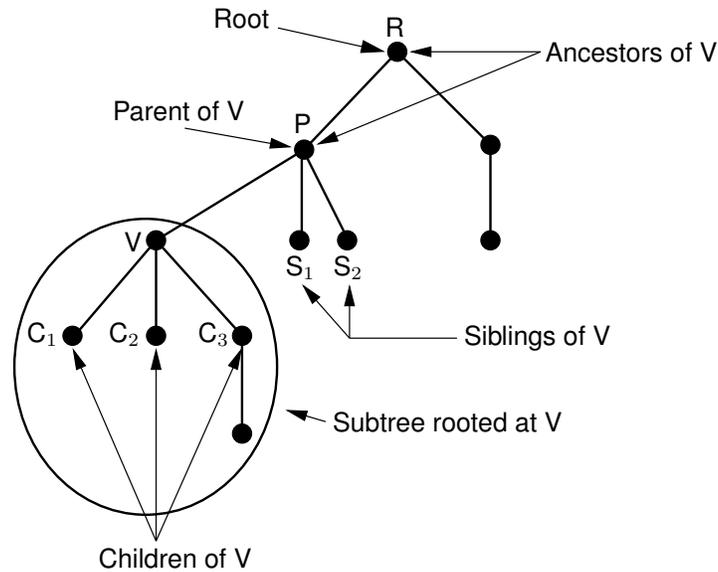 Root
R
Ancestors of V
Parent of V
P
V
S₁ S₂
C₁ C₂ C₃
Siblings of V
Subtree rooted at V
Children of V